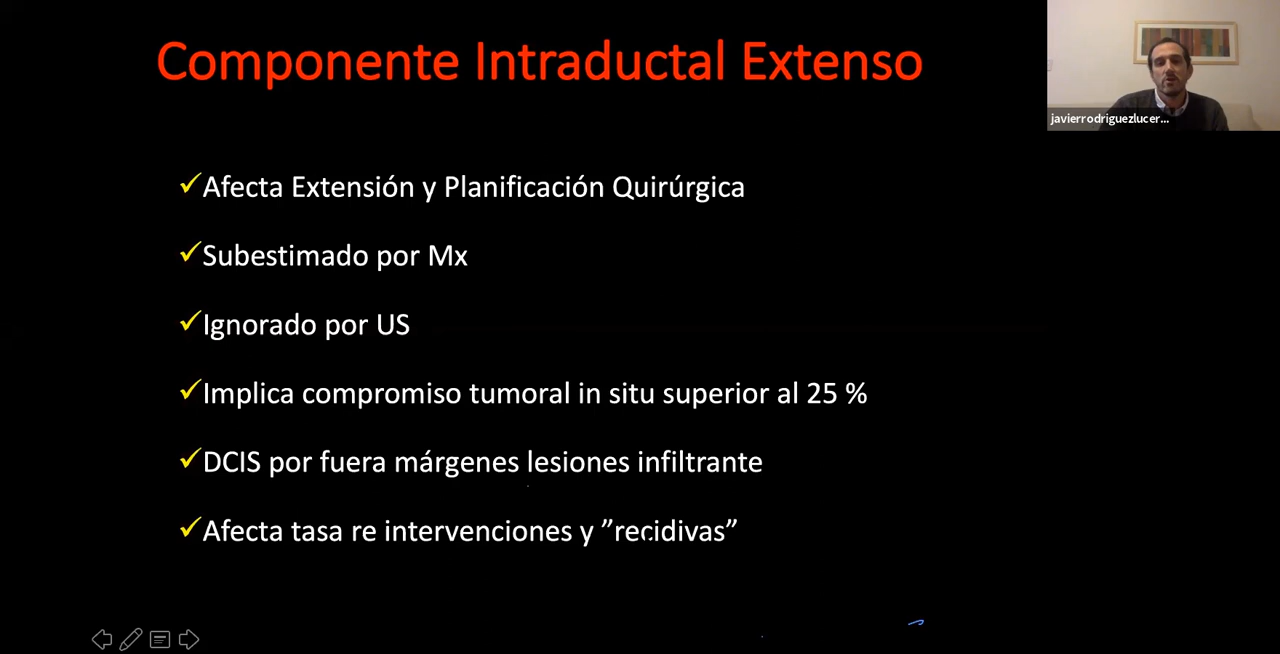 Componente Intraductal Extenso
javierrodriguezlucer...
Afecta Extensión y Planificación Quirúrgica
Subestimado por Mx
Ignorado por US
Implica compromiso tumoral in situ superior al 25 %
DCIS por fuera márgenes lesiones infiltrante
Afecta tasa re intervenciones y ”recidivas”